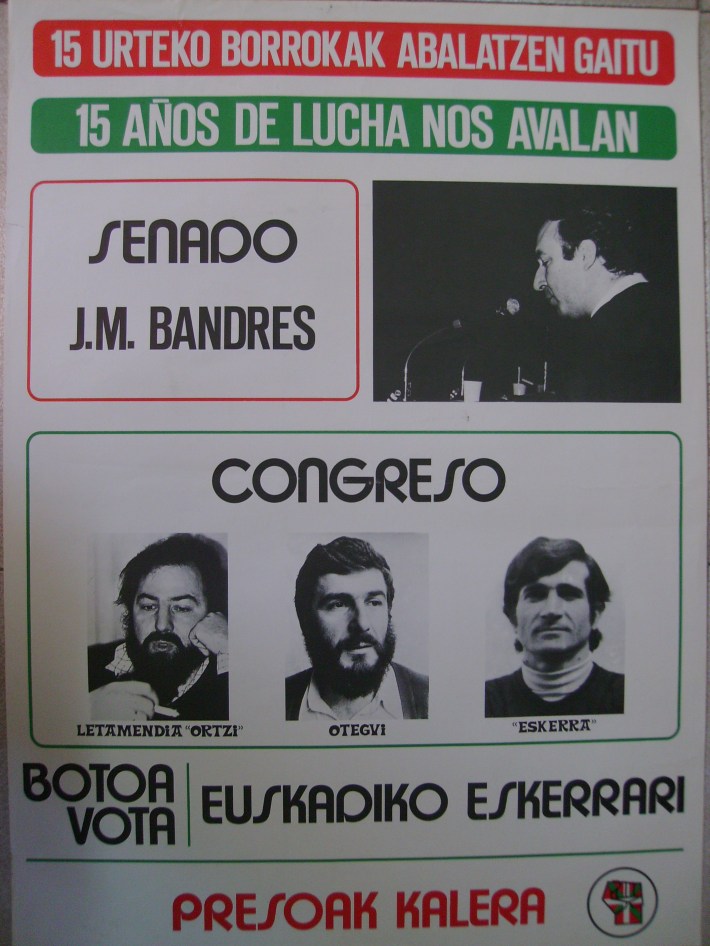 15 URTEKO BORROKAK ABALATZEN GAITU
15 AÑOS DE LUCHA NOS AVALAN
SENADO
J.M. BANDRES
CONGRESO
LETAMENDIA "ORTZI"
OTEGUI
"ESKERRA"
BOTOA
VOTA
EUSKADIKO ESKERRARI
PRESOAK KALERA